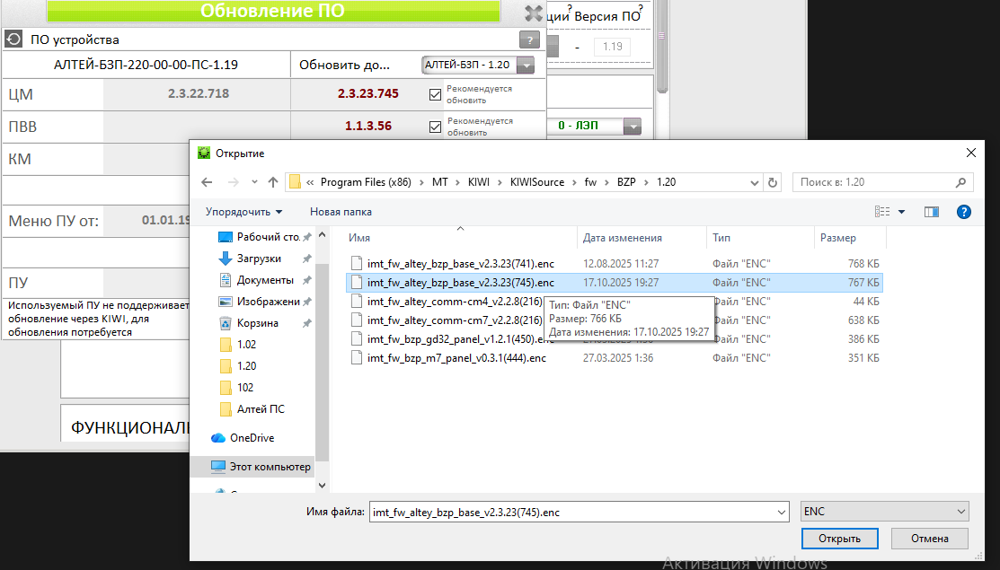 Обновление ПО
ции ? Версия ПО ?
ПО устройства ?
- 1.19
АЛТЕЙ-БЗП-220-00-00-ПС-1.19 Обновить до... АЛТЕЙ-БЗП - 1.20
ЦМ 2.3.22.718 2.3.23.745 Рекомендуется
обновить
ПВВ 1.1.3.56 Рекомендуется
обновить
0 - ЛЭП
КМ
Меню ПУ от: 01.01.19
ПУ
Используемый ПУ не поддерживает
обновление через KIWI, для
обновления потребуется
ФУНКЦИОНАЛЬ
Открытие
« Program Files (x86) › MT › KIWI › KIWISource › fw › BZP › 1.20
Поиск в: 1.20
Упорядочить Новая папка ?
Рабочий сто.
Загрузки
Документы
Изображени
Корзина
1.02
1.20
102
Алтей ПС
OneDrive
Этот компьютер
Имя Дата изменения Тип Размер
imt_fw_altey_bzp_base_v2.3.23(741).enc 12.08.2025 11:27 Файл "ENC" 768 КБ
imt_fw_altey_bzp_base_v2.3.23(745).enc 17.10.2025 19:27 Файл "ENC" 767 КБ
imt_fw_altey_comm-cm4_v2.2.8(216) Файл "ENC" 44 КБ
imt_fw_altey_comm-cm7_v2.2.8(216) Файл "ENC" 638 КБ
imt_fw_bzp_gd32_panel_v1.2.1(450).enc Файл "ENC" 386 КБ
imt_fw_bzp_m7_panel_v0.3.1(444).enc 27.03.2025 1:36 Файл "ENC" 351 КБ
Тип: Файл "ENC"
Размер: 766 КБ
Дата изменения: 17.10.2025 19:27
Имя файла: imt_fw_altey_bzp_base_v2.3.23(745).enc ENC
Открыть Отмена
Активация Windows